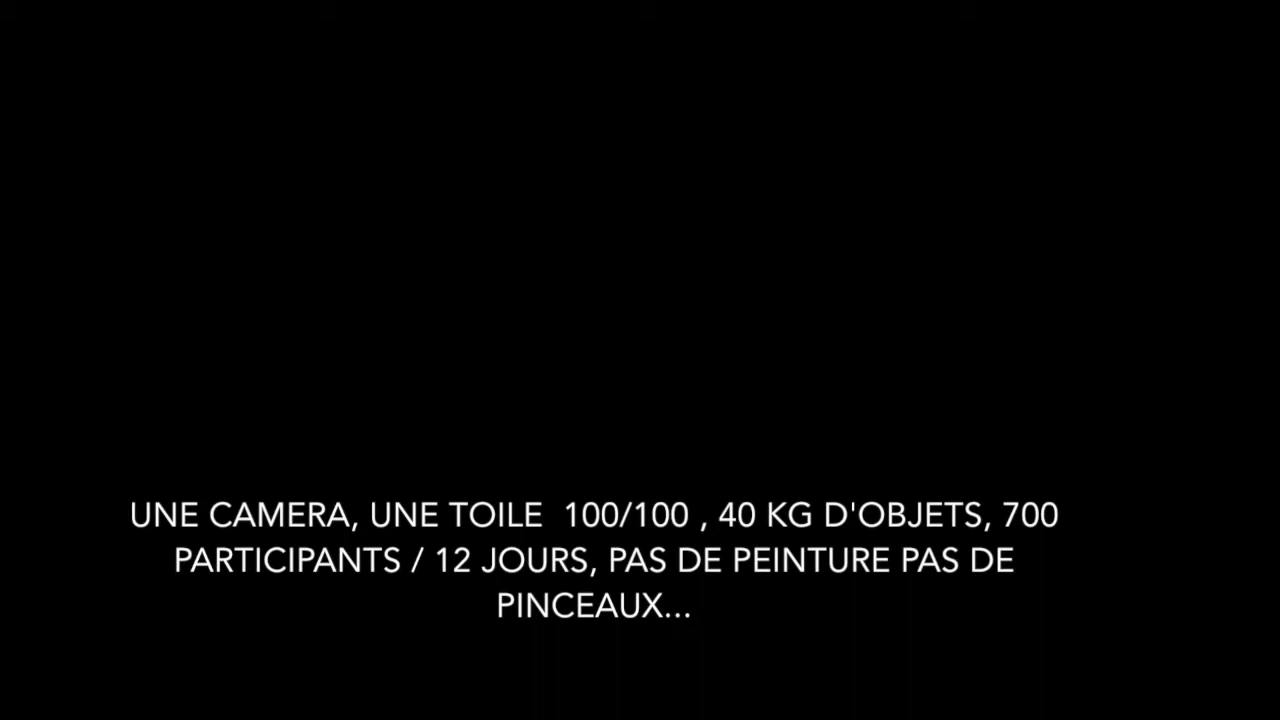 UNE CAMERA, UNE TOILE  100/100 , 40 KG D'OBJETS, 700
PARTICIPANTS / 12 JOURS, PAS DE PEINTURE PAS DE
PINCEAUX...